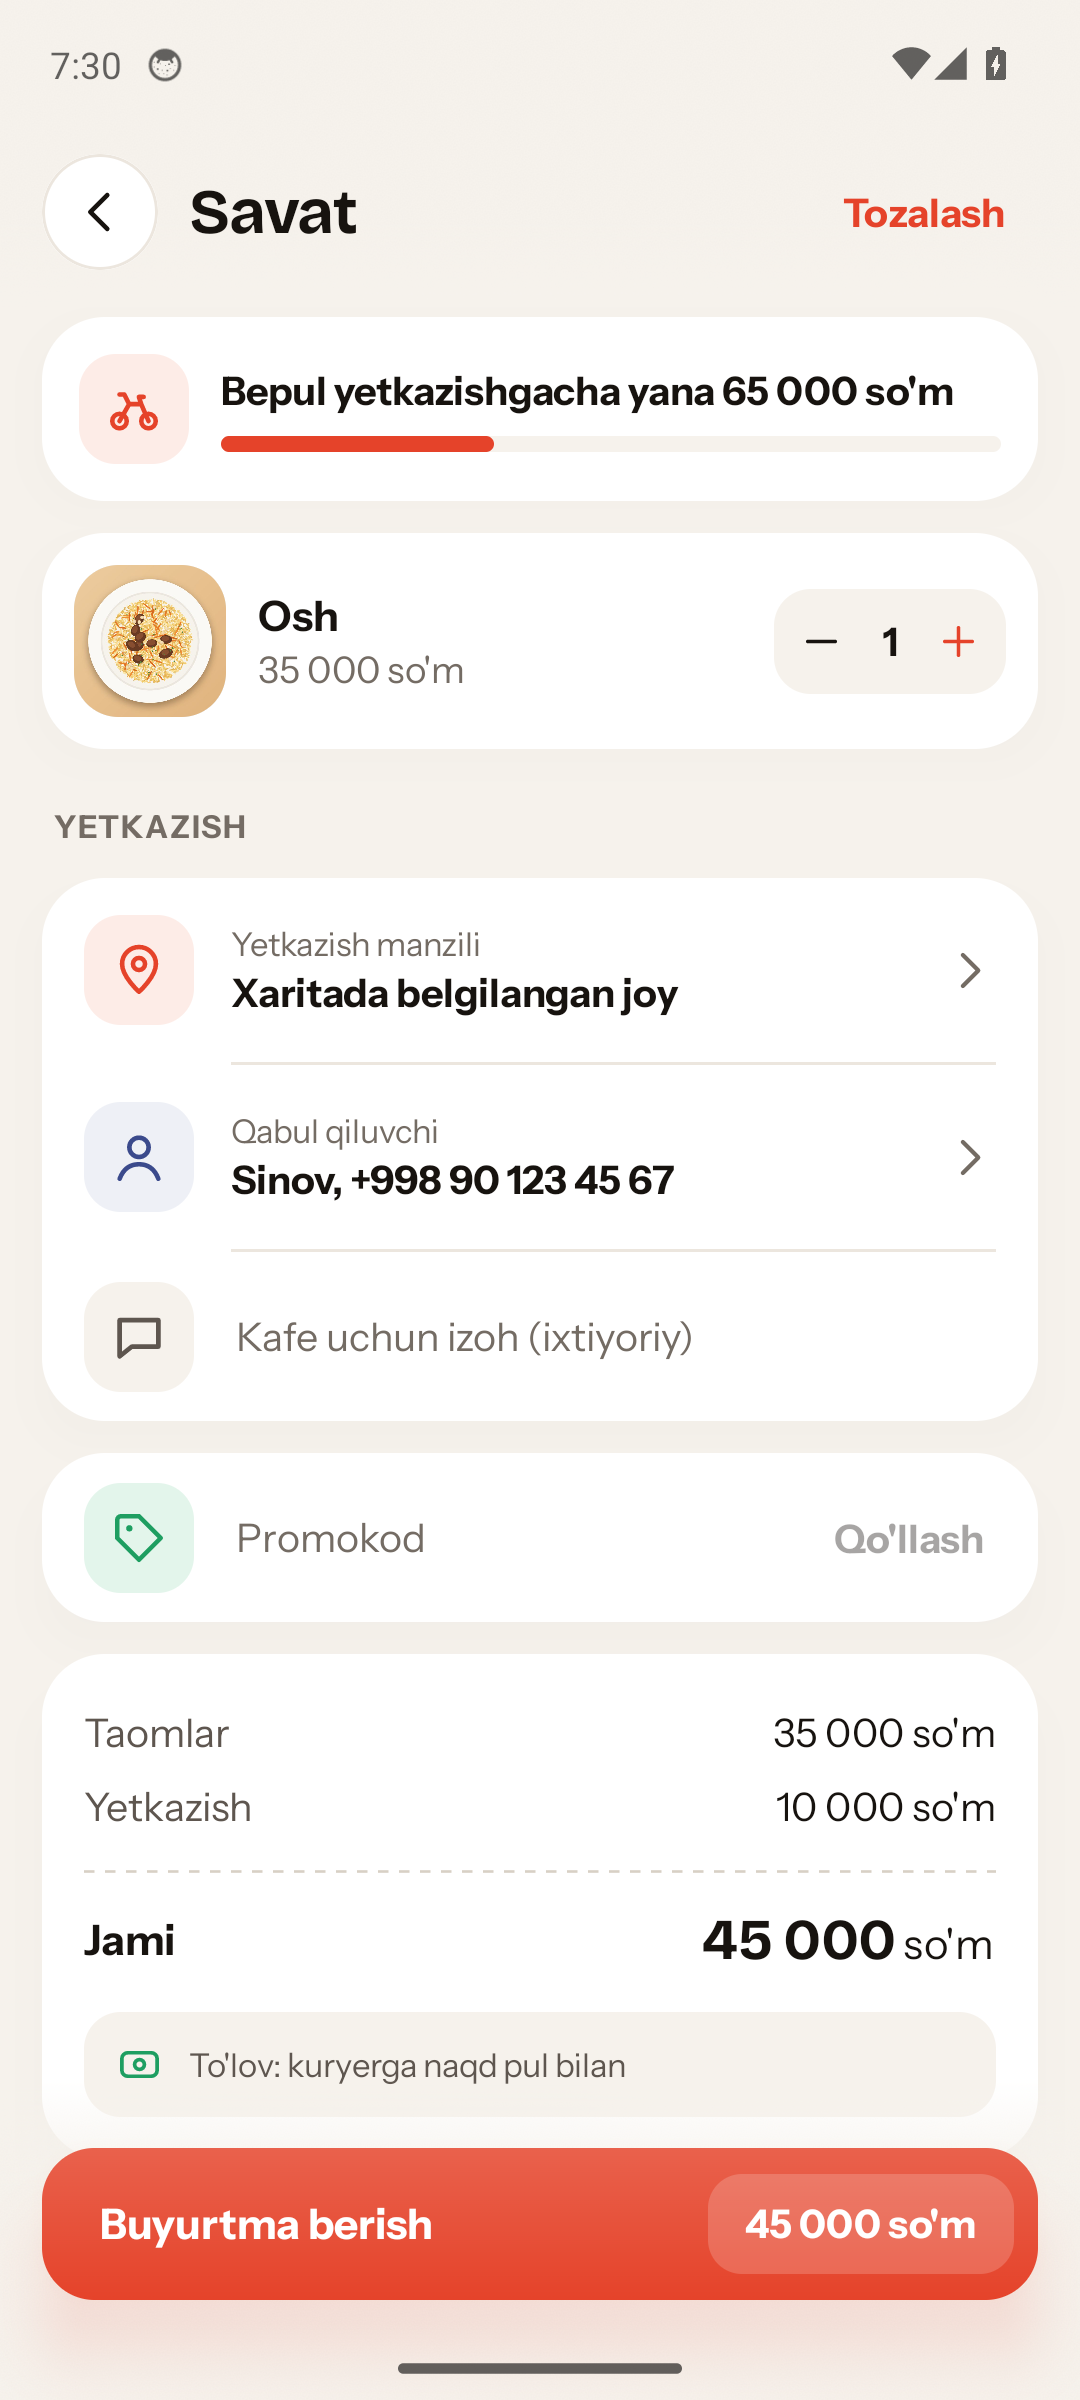 7:30
Savat
Tozalash
Bepul yetkazishgacha yana 65 000 so'm
Osh
35 000 so'm
1
YETKAZISH
Yetkazish manzili
Xaritada belgilangan joy
Qabul qiluvchi
Sinov, +998 90 123 45 67
Kafe uchun izoh (ixtiyoriy)
Promokod
Qo'llash
Taomlar 35 000 so'm
Yetkazish 10 000 so'm
Jami 45 000 so'm
To'lov: kuryerga naqd pul bilan
Buyurtma berish 45 000 so'm